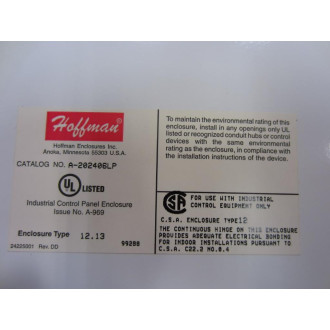 Hoffman
Hoffman Enclosures Inc.
Anoka, Minnesota 55303 U.S.A.
CATALOG NO. A-202406LP
UL LISTED
Industrial Control Panel Enclosure
Issue No. A-969
Enclosure Type 12,13
99298
24225001 Rev. DD
To maintain the environmental rating of this
enclosure, install in any openings only UL
listed or recognized conduit hubs or control
devices with the same environmental
rating as the enclosure, in compliance with
the installation instructions of the device.
FOR USE WITH INDUSTRIAL
CONTROL EQUIPMENT ONLY
C.S.A. ENCLOSURE TYPE 12
THE CONTINUOUS HINGE ON THIS ENCLOSURE
PROVIDES ADEQUATE ELECTRICAL BONDING
FOR INDOOR INSTALLATIONS PURSUANT TO
C.S.A. C22.2 NO.0.4